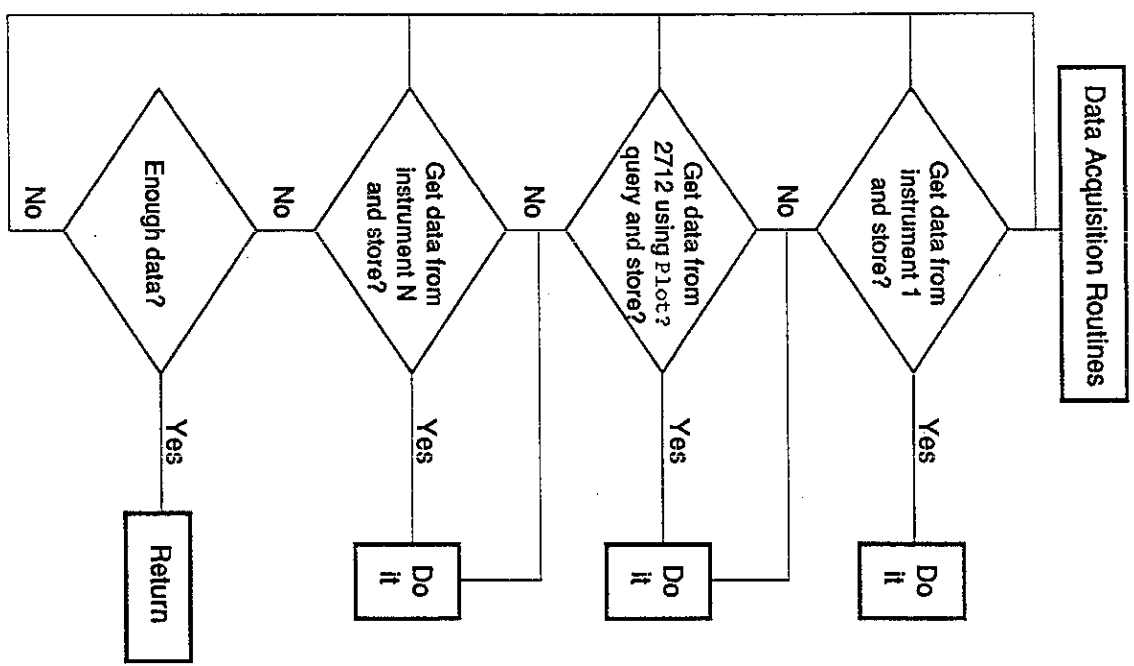 Data Acquisition Routines
Get data from
instrument 1
and store?
Yes
Do
it
No
Get data from
2712 using Plot?
query and store?
Yes
Do
it
No
Get data from
instrument N
and store?
Yes
Do
it
No
Enough data?
Yes
Return
No